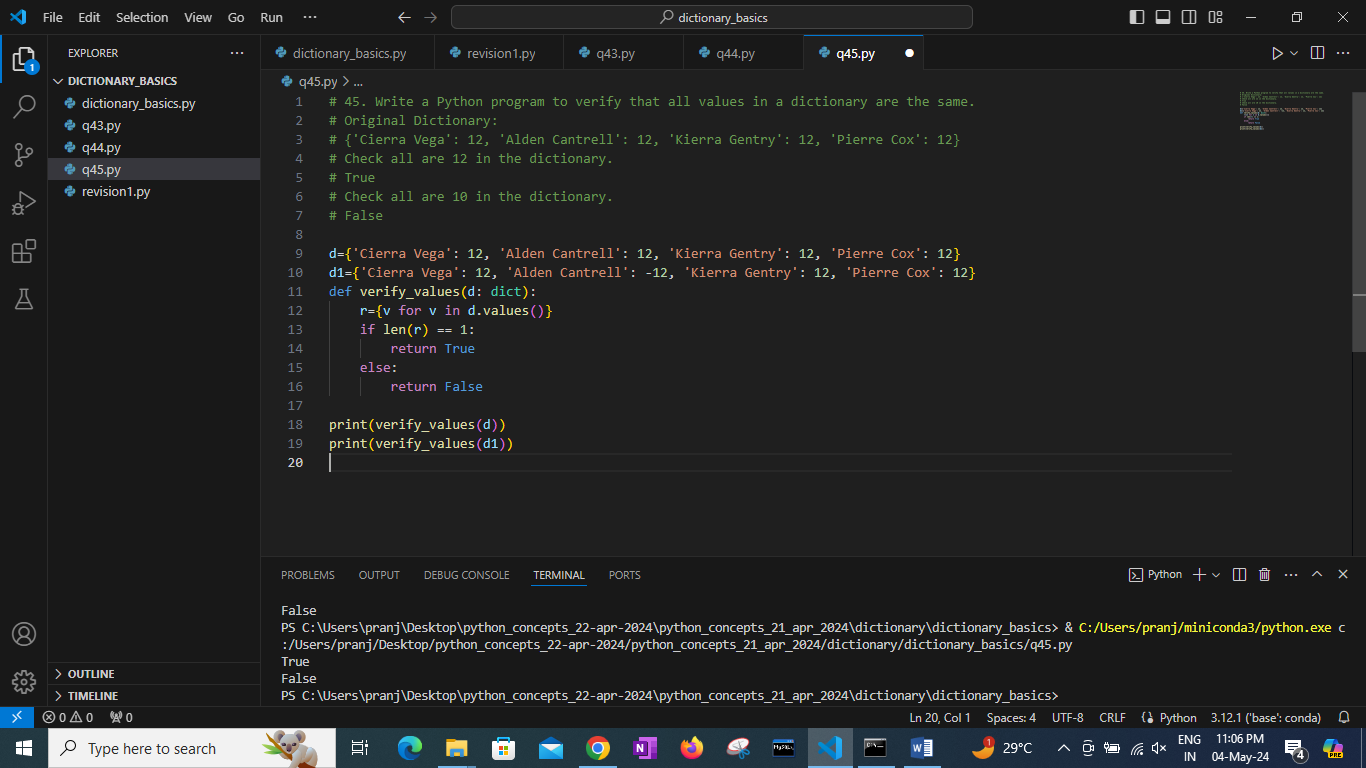 File Edit Selection View Go Run ··· dictionary_basics
EXPLORER ···
DICTIONARY_BASICS
dictionary_basics.py
q43.py
q44.py
q45.py
revision1.py
OUTLINE
TIMELINE
1
dictionary_basics.py revision1.py q43.py q44.py q45.py
q45.py > ...
1 # 45. Write a Python program to verify that all values in a dictionary are the same.
2 # Original Dictionary:
3 # {'Cierra Vega': 12, 'Alden Cantrell': 12, 'Kierra Gentry': 12, 'Pierre Cox': 12}
4 # Check all are 12 in the dictionary.
5 # True
6 # Check all are 10 in the dictionary.
7 # False
8
9 d={'Cierra Vega': 12, 'Alden Cantrell': 12, 'Kierra Gentry': 12, 'Pierre Cox': 12}
10 d1={'Cierra Vega': 12, 'Alden Cantrell': -12, 'Kierra Gentry': 12, 'Pierre Cox': 12}
11 def verify_values(d: dict):
12     r={v for v in d.values()}
13     if len(r) == 1:
14         return True
15     else:
16         return False
17
18 print(verify_values(d))
19 print(verify_values(d1))
20
PROBLEMS OUTPUT DEBUG CONSOLE TERMINAL PORTS Python
False
PS C:\Users\pranj\Desktop\python_concepts_22-apr-2024\python_concepts_21_apr_2024\dictionary\dictionary_basics> & C:/Users/pranj/miniconda3/python.exe c
:/Users/pranj/Desktop/python_concepts_22-apr-2024/python_concepts_21_apr_2024/dictionary/dictionary_basics/q45.py
True
False
PS C:\Users\pranj\Desktop\python_concepts_22-apr-2024\python_concepts_21_apr_2024\dictionary\dictionary_basics>
0 0 0 Ln 20, Col 1 Spaces: 4 UTF-8 CRLF Python 3.12.1 ('base': conda)
Type here to search
1 29°C ENG
IN
11:06 PM
04-May-24
4
PRE